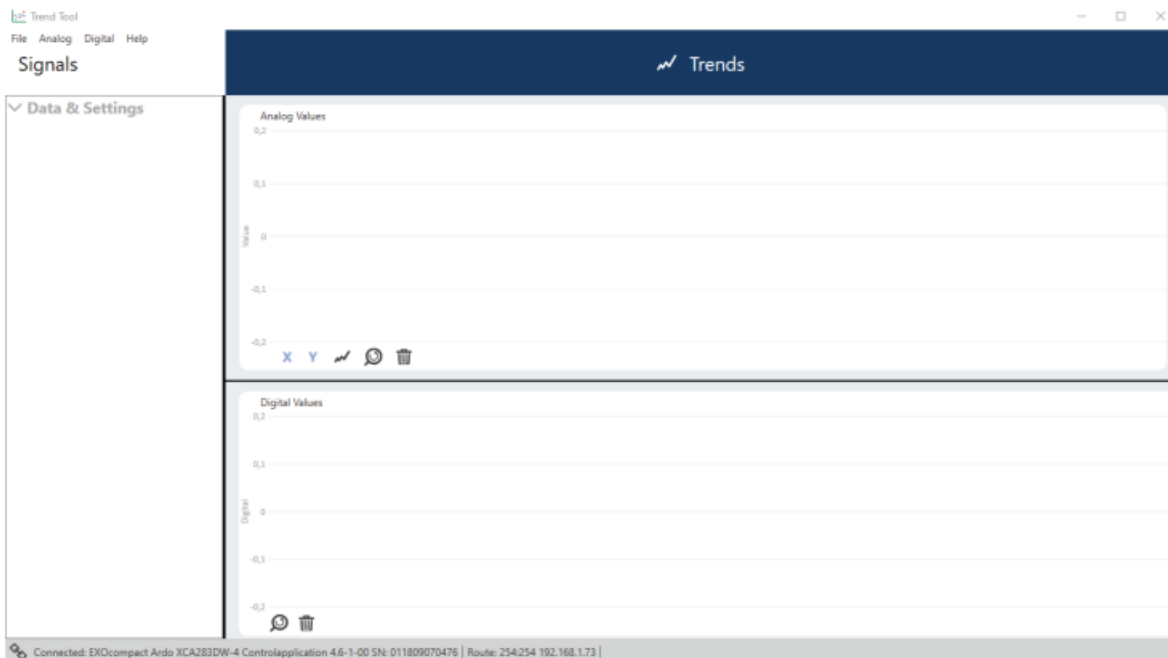 Trend Tool
File Analog Digital Help
Signals
Trends
Data & Settings
Analog Values
0,2
0,1
0
-0,1
-0,2
Value
X Y
Digital Values
0,2
0,1
0
-0,1
-0,2
Digital
Connected: EXOcompact Ardo XCA283DW-4 Controlapplication 4.6-1-00 SN: 011809070476 | Route: 254:254 192.168.1.73 |